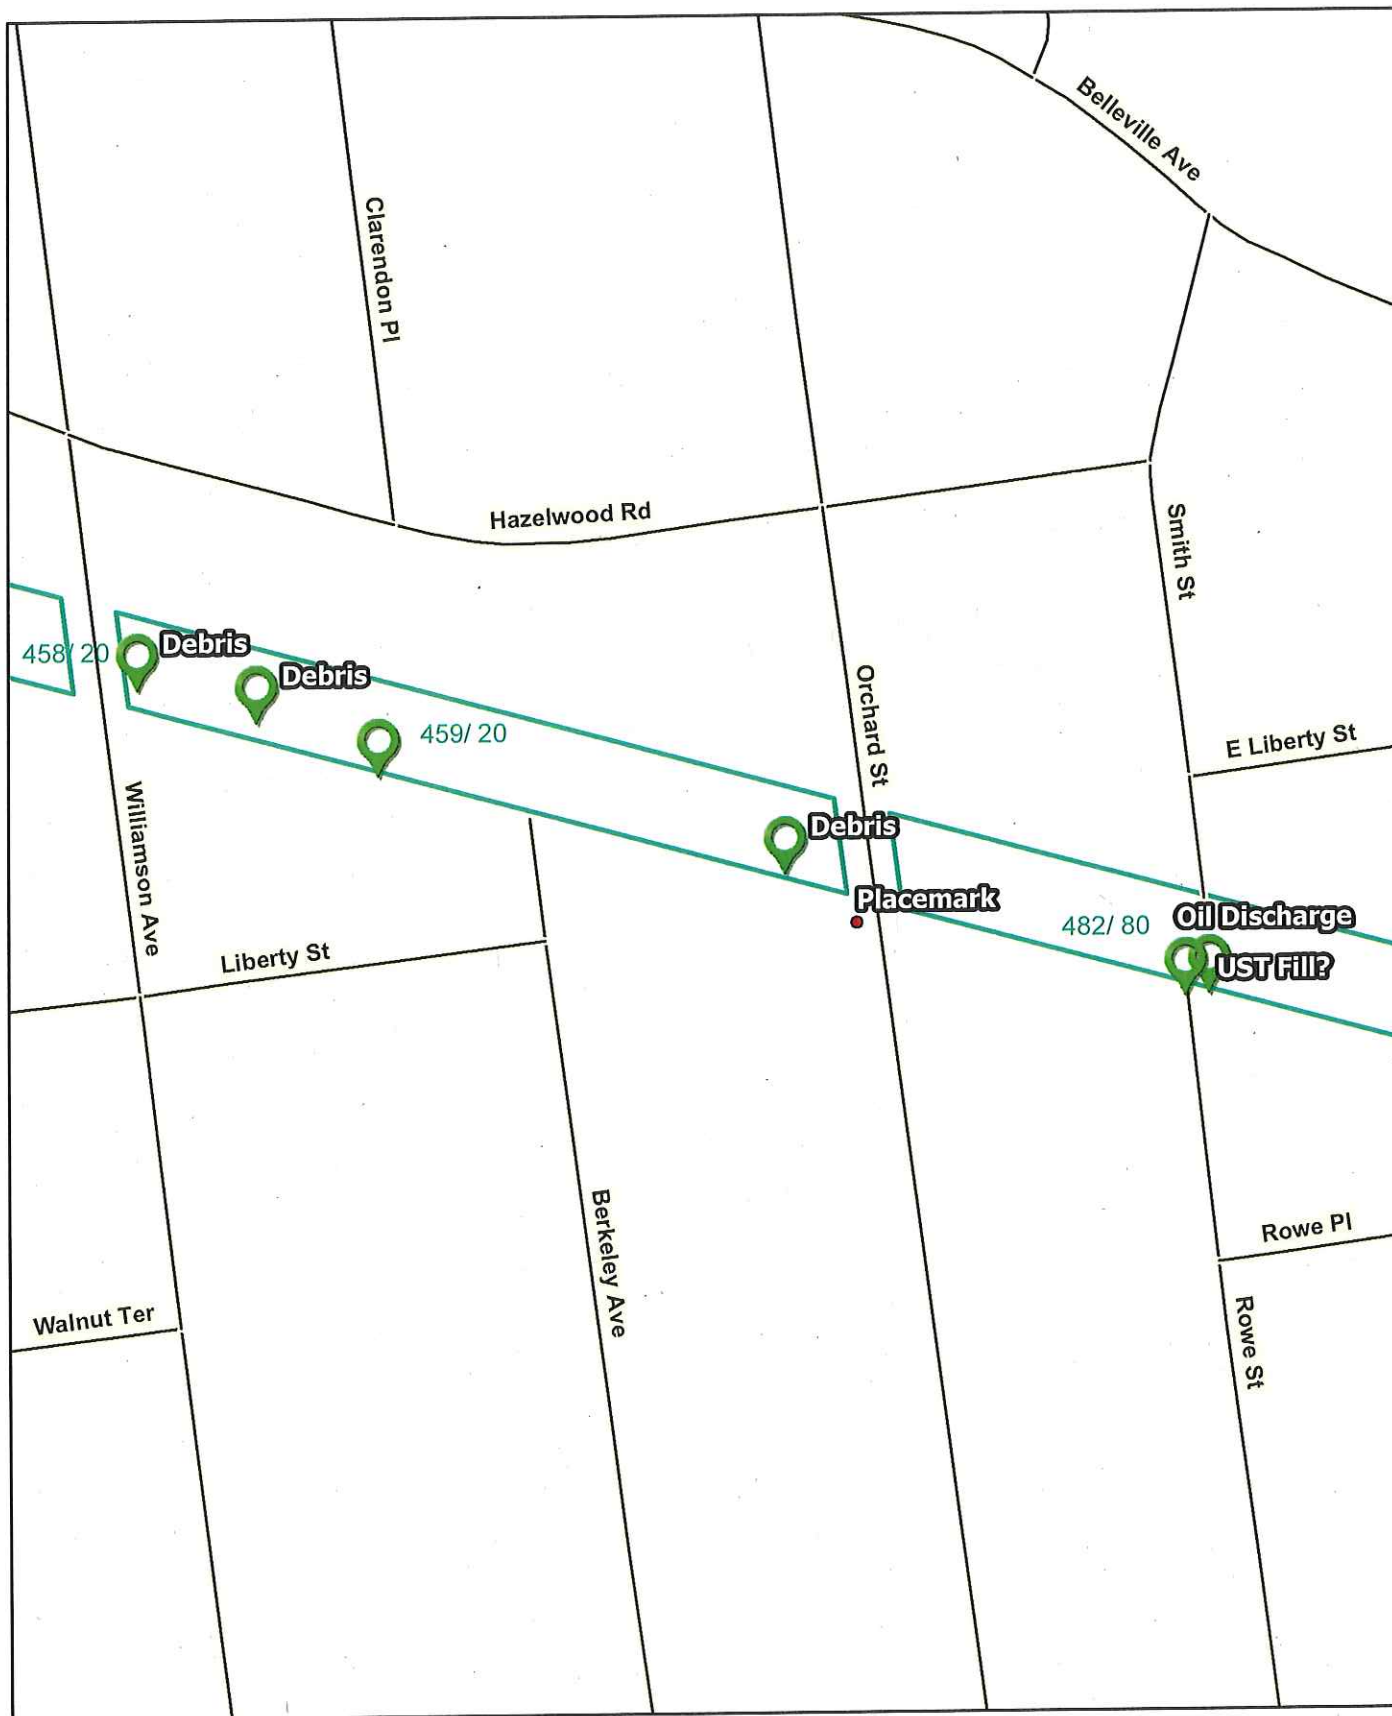 Belleville Ave
Clarendon Pl
Hazelwood Rd
Smith St
458/ 20
Debris
Debris
459/ 20
Orchard St
E Liberty St
Williamson Ave
Debris
Placemark
482/ 80
Oil Discharge
UST Fill?
Liberty St
Berkeley Ave
Rowe Pl
Walnut Ter
Rowe St